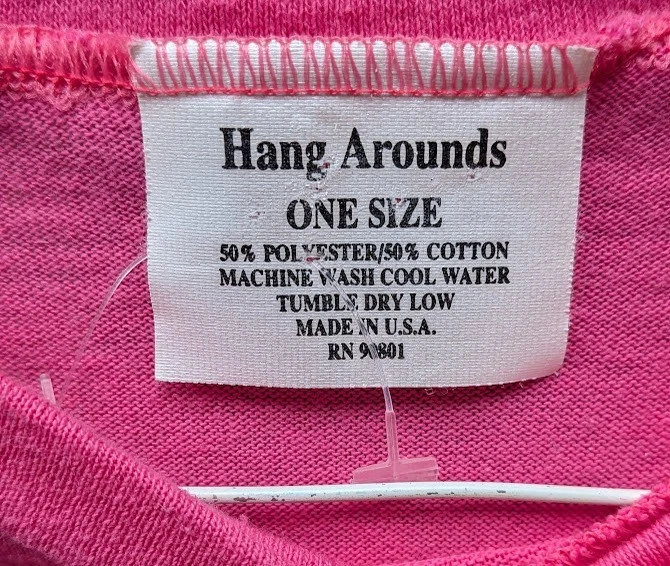 Hang Arounds
ONE SIZE
50% POLYESTER/50% COTTON
MACHINE WASH COOL WATER
TUMBLE DRY LOW
MADE IN U.S.A.
RN 90801